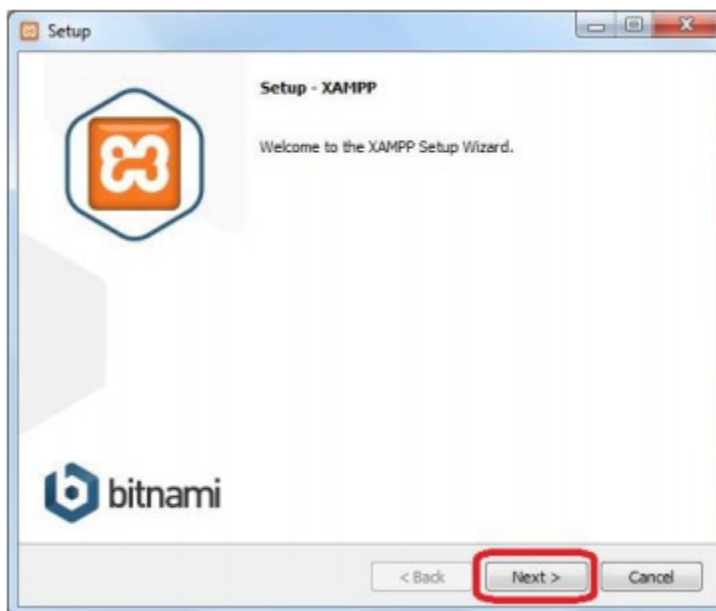 Setup
Setup - XAMPP
Welcome to the XAMPP Setup Wizard.
bitnami
< Back
Next >
Cancel